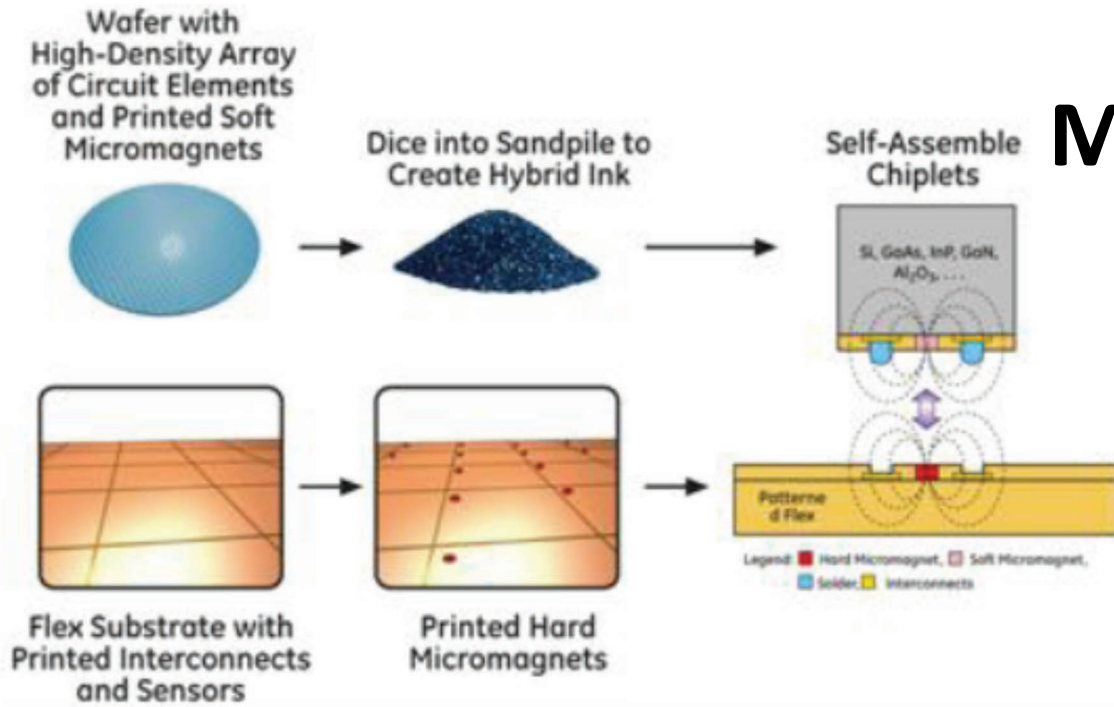 Wafer with
High-Density Array
of Circuit Elements
and Printed Soft
Micromagnets
Dice into Sandpile to
Create Hybrid Ink
Self-Assemble
Chiplets
M
Si, GaAs, InP, GaN,
Al₂O₃, ...
Patterne
d Flex
Legend: Hard Micromagnet, Soft Micromagnet,
Solder, Interconnects
Flex Substrate with
Printed Interconnects
and Sensors
Printed Hard
Micromagnets